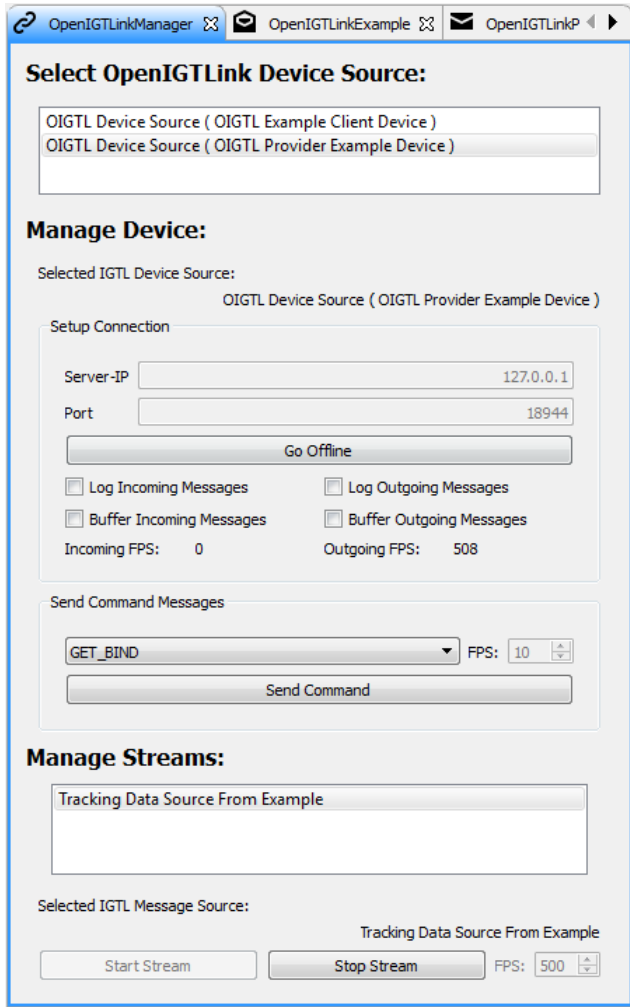 OpenIGTLinkManager OpenIGTLinkExample OpenIGTLinkP
Select OpenIGTLink Device Source:
OIGTL Device Source ( OIGTL Example Client Device )
OIGTL Device Source ( OIGTL Provider Example Device )
Manage Device:
Selected IGTL Device Source:
OIGTL Device Source ( OIGTL Provider Example Device )
Setup Connection
Server-IP 127.0.0.1
Port 18944
Go Offline
Log Incoming Messages Log Outgoing Messages
Buffer Incoming Messages Buffer Outgoing Messages
Incoming FPS: 0 Outgoing FPS: 508
Send Command Messages
GET_BIND FPS: 10
Send Command
Manage Streams:
Tracking Data Source From Example
Selected IGTL Message Source:
Tracking Data Source From Example
Start Stream Stop Stream FPS: 500